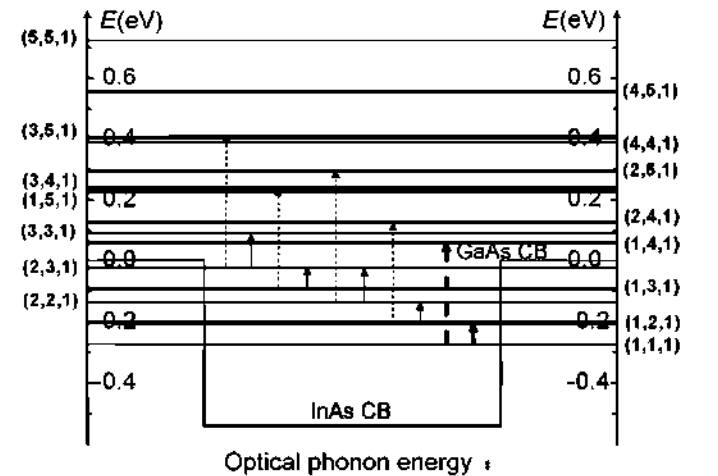 E(eV) E(eV)
(5,5,1)
0.6 0.6
(4,5,1)
(3,5,1) 0.4 0.4
(4,4,1)
(2,5,1)
(3,4,1)
(1,5,1) 0.2 0.2
(2,4,1)
(3,3,1)
(1,4,1)
GaAs CB
(2,3,1) 0.0 0.0
(1,3,1)
(2,2,1)
0.2 0.2 (1,2,1)
(1,1,1)
-0.4 -0.4
InAs CB
Optical phonon energy